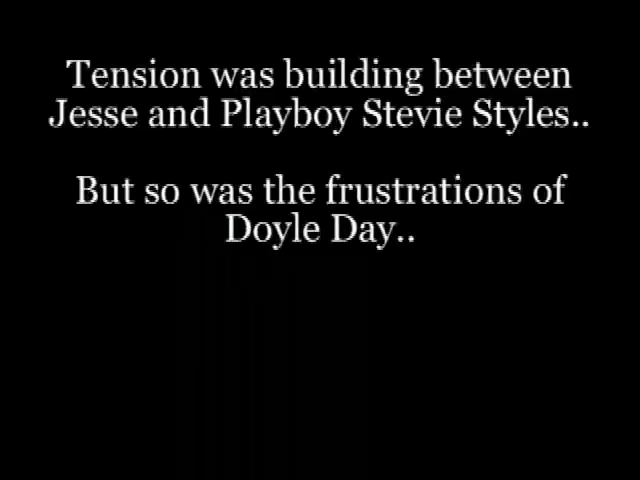 Tension was building between
Jesse and Playboy Stevie Styles..
But so was the frustrations of
Doyle Day..